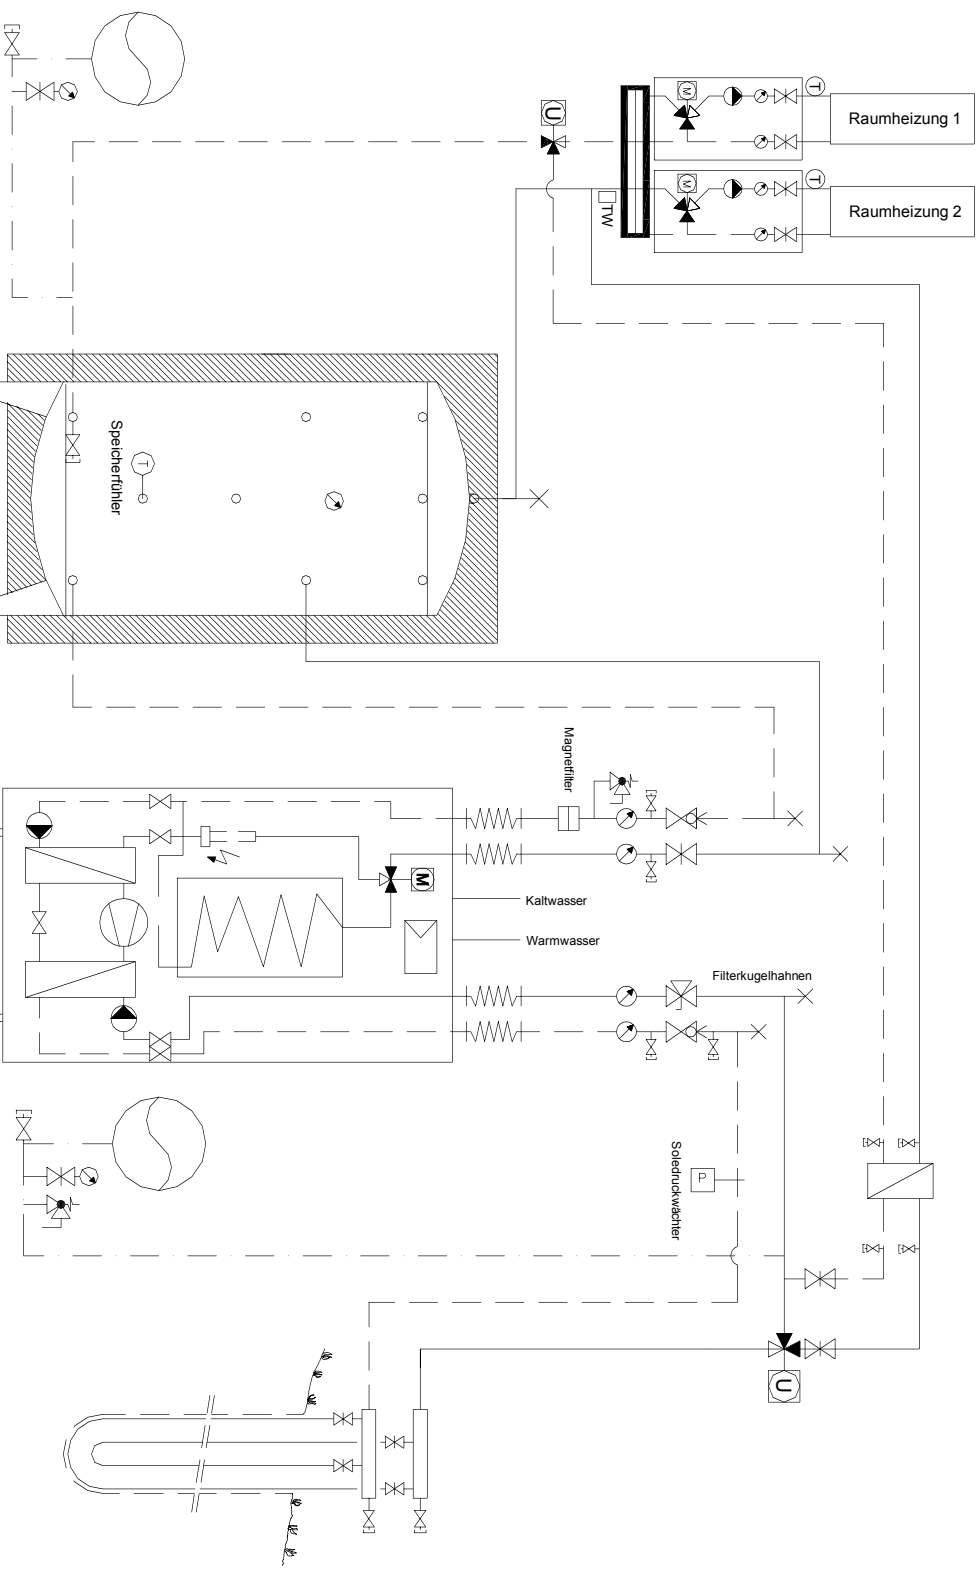 Raumheizung 1
T
M
U
Raumheizung 2
T
M
TW
Speicherfühler
T
Magnetfilter
M
Kaltwasser
Warmwasser
Filterkugelhahnen
Soledruckwächter
P
U